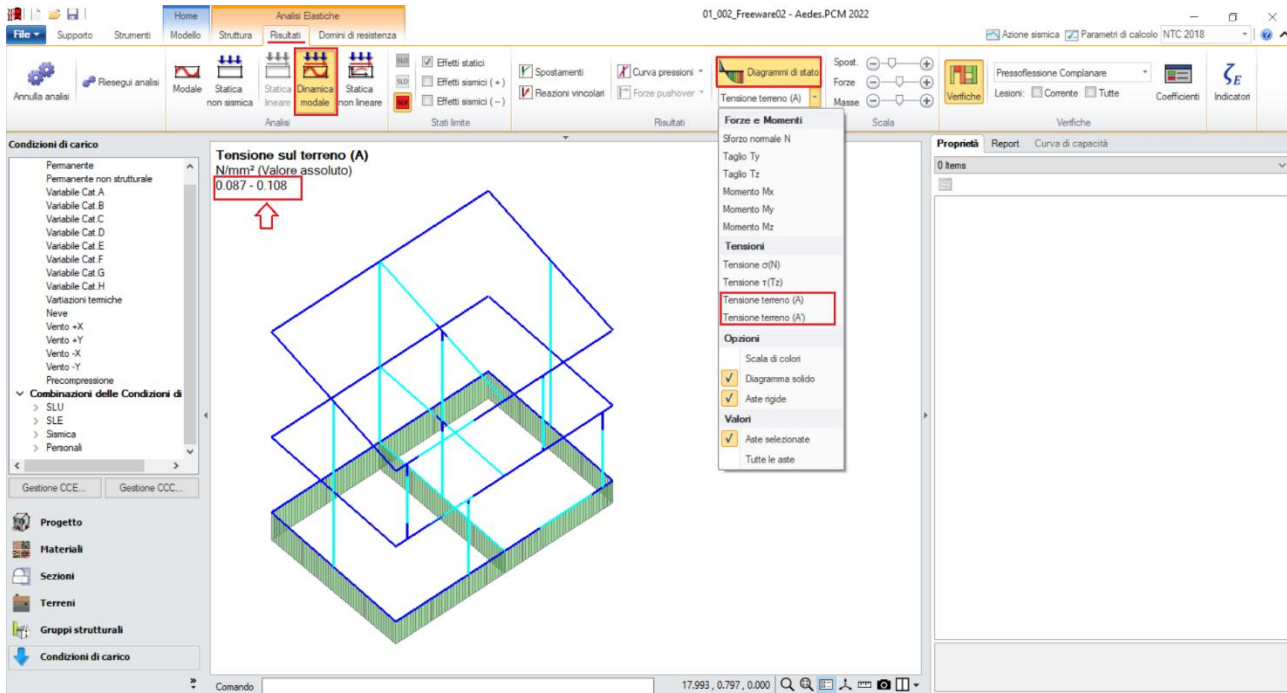 01_002_Freeware02 - Aedes.PCM 2022
Home
Analisi Elastiche
File
Supporto
Strumenti
Modello
Struttura
Risultati
Domini di resistenza
Azione sismica
Parametri di calcolo
NTC 2018
Annulla analisi
Riesegui analisi
Modale
Statica non sismica
Statica lineare
Dinamica modale
Statica non lineare
Analisi
SLO
SLD
SLV
Effetti statici
Effetti sismici (+)
Effetti sismici (−)
Stati limite
Spostamenti
Reazioni vincolari
Curva pressioni
Forze pushover
Risultati
Diagrammi di stato
Tensione terreno (A)
Spost.
Forze
Masse
Scala
Verifiche
Pressoflessione Complanare
Lesioni:
Corrente
Tutte
Coefficienti
Verifiche
ζE
Indicatori
Condizioni di carico
Permanente
Permanente non strutturale
Variabile Cat.A
Variabile Cat.B
Variabile Cat.C
Variabile Cat.D
Variabile Cat.E
Variabile Cat.F
Variabile Cat.G
Variabile Cat.H
Variazioni termiche
Neve
Vento +X
Vento +Y
Vento -X
Vento -Y
Precompressione
Combinazioni delle Condizioni di
SLU
SLE
Sismica
Personali
Gestione CCE...
Gestione CCC...
Progetto
Materiali
Sezioni
Terreni
Gruppi strutturali
Condizioni di carico
Tensione sul terreno (A)
N/mm² (Valore assoluto)
0.087 - 0.108
Forze e Momenti
Sforzo normale N
Taglio Ty
Taglio Tz
Momento Mx
Momento My
Momento Mz
Tensioni
Tensione σ(N)
Tensione τ(Tz)
Tensione terreno (A)
Tensione terreno (A')
Opzioni
Scala di colori
Diagramma solido
Aste rigide
Valori
Aste selezionate
Tutte le aste
Proprietà
Report
Curva di capacità
0 Items
Comando
17.993 , 0.797 , 0.000